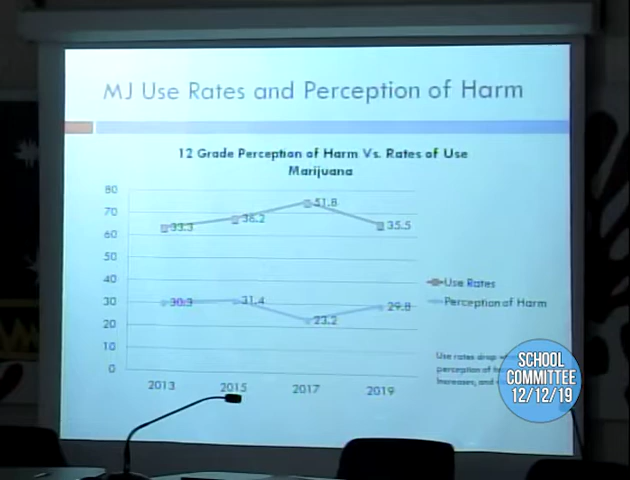 MJ Use Rates and Perception of Harm
12 Grade Perception of Harm Vs. Rates of Use
Marijuana
80
70
60
50
40
30
20
10
0
33.3
36.2
51.8
35.5
30.3
31.4
23.2
29.8
2013
2015
2017
2019
Use Rates
Perception of Harm
Use rates drop
perception of
increases, and
SCHOOL
COMMITTEE
12/12/19